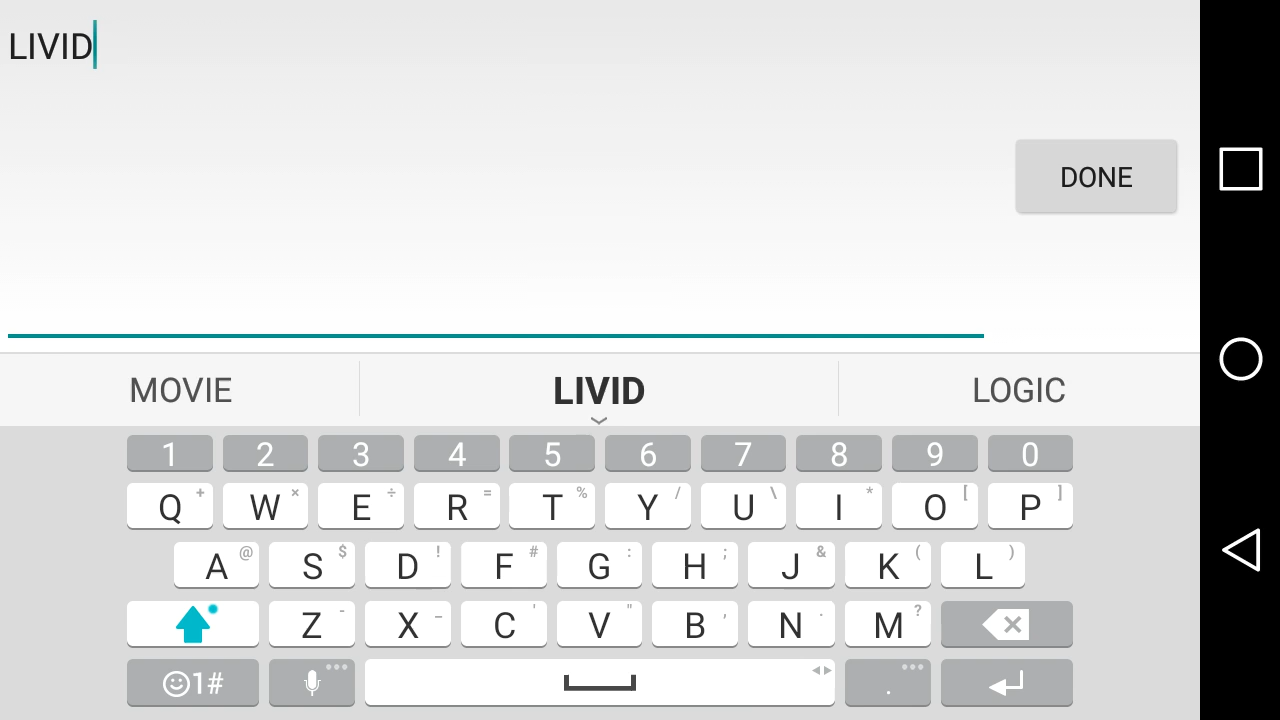 LIVID
DONE
MOVIE LIVID LOGIC
1 2 3 4 5 6 7 8 9 0
Q + W × E ÷ R = T % Y / U \ I * O [ P ]
A @ S $ D ! F # G : H ; J & K ( L )
Z - X _ C ' V " B , N . M ?
1# .